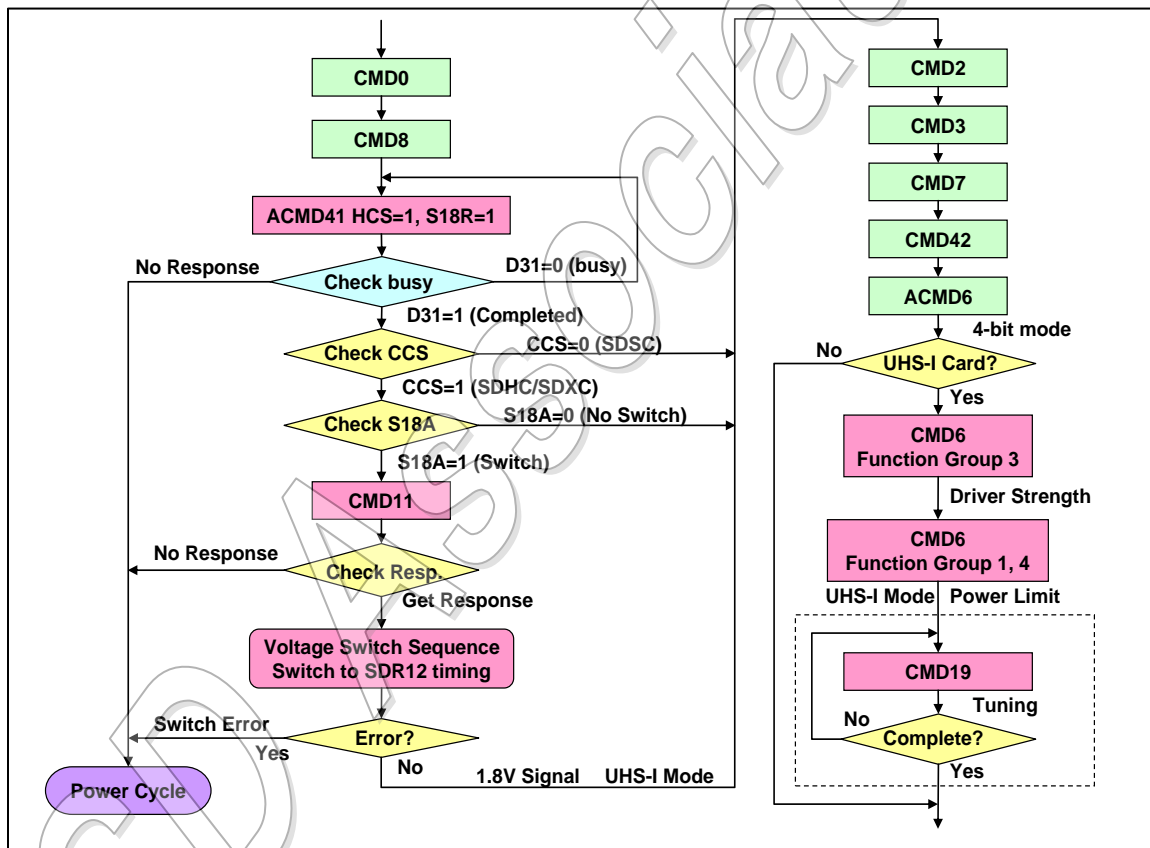 CMD0
CMD8
ACMD41 HCS=1, S18R=1
No Response
D31=0 (busy)
Check busy
D31=1 (Completed)
Check CCS
CCS=0 (SDSC)
CCS=1 (SDHC/SDXC)
Check S18A
S18A=0 (No Switch)
S18A=1 (Switch)
CMD11
No Response
Check Resp.
Get Response
Voltage Switch Sequence
Switch to SDR12 timing
Switch Error
Error?
Yes
No
1.8V Signal UHS-I Mode
Power Cycle
CMD2
CMD3
CMD7
CMD42
ACMD6
4-bit mode
No
UHS-I Card?
Yes
CMD6
Function Group 3
Driver Strength
CMD6
Function Group 1, 4
UHS-I Mode Power Limit
CMD19
Tuning
No
Complete?
Yes
D Associa